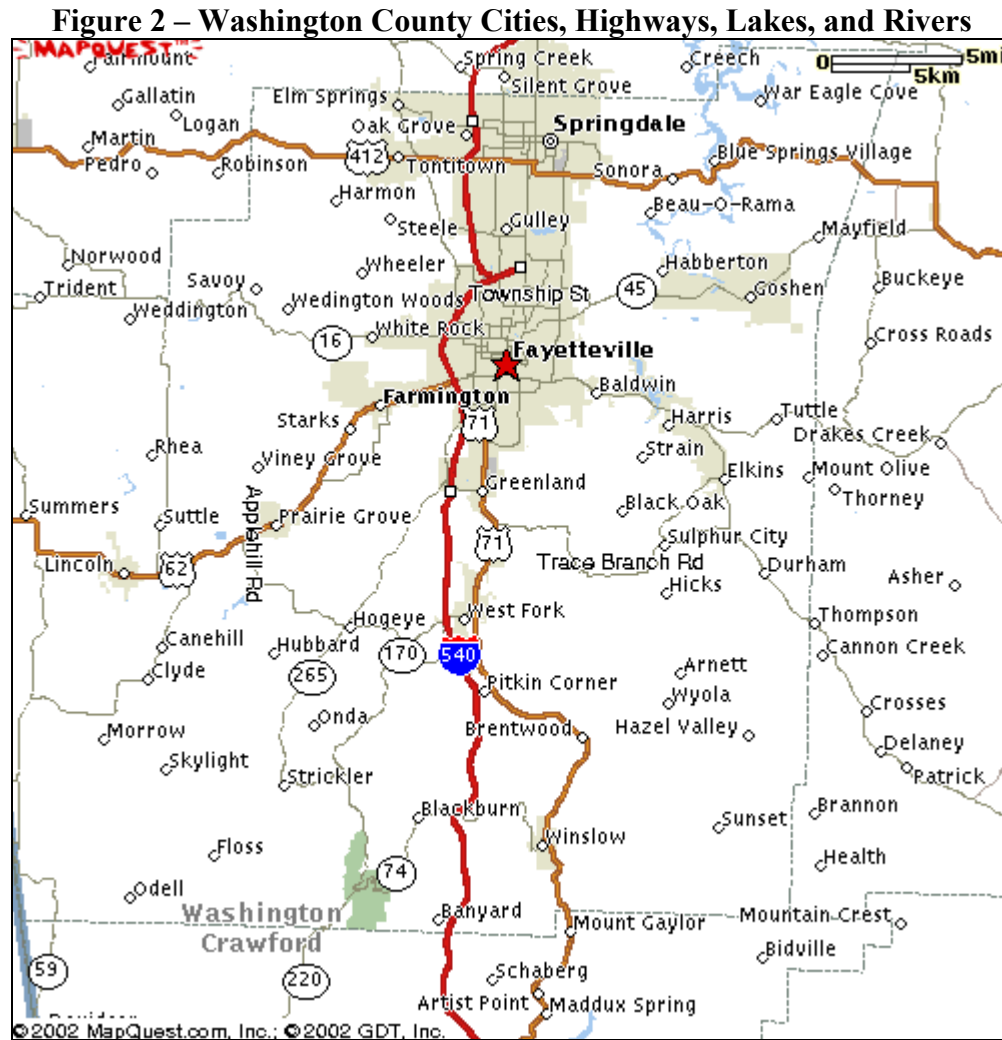 Figure 2 – Washington County Cities, Highways, Lakes, and Rivers
MAPQUEST™
Fairmount
Spring Creek
Creech
0 5mi
5km
Silent Grove
Gallatin
Elm Springs
War Eagle Cove
Logan
Oak Grove
Springdale
Martin
412
Tontitown
Blue Springs Village
Pedro
Robinson
Sonora
Harmon
Beau-O-Rama
Steele
Gulley
Mayfield
Norwood
Wheeler
Habberton
Savoy
Buckeye
Trident
Wedington Woods
Township St
45
Goshen
Weddington
White Rock
16
Cross Roads
Fayetteville
Baldwin
Farmington
Starks
71
Harris
Tuttle
Drakes Creek
Rhea
Viney Grove
Strain
Elkins
Mount Olive
Greenland
Thorney
Summers
Applehill Rd
Black Oak
Suttle
Prairie Grove
71
Sulphur City
Lincoln
62
Trace Branch Rd
Durham
Hicks
Asher
West Fork
Thompson
Hogeye
Canehill
Hubbard
170
540
Cannon Creek
Clyde
265
Arnett
Pitkin Corner
Wyola
Crosses
Onda
Morrow
Brentwood
Hazel Valley
Delaney
Skylight
Strickler
Patrick
Blackburn
Brannon
Sunset
Winslow
Floss
Health
74
Odell
Washington
Banyard
Mount Gaylor
Mountain Crest
Crawford
Bidville
59
220
Schaberg
Artist Point
Maddux Spring
©2002 MapQuest.com, Inc.; ©2002 GDT, Inc.